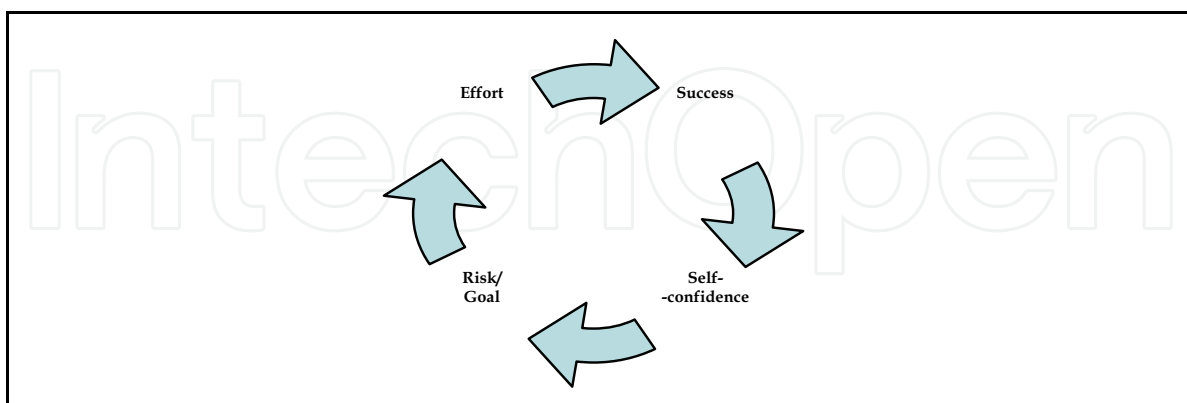 IntechOpen
Effort
Success
Risk/
Goal
Self-
-confidence